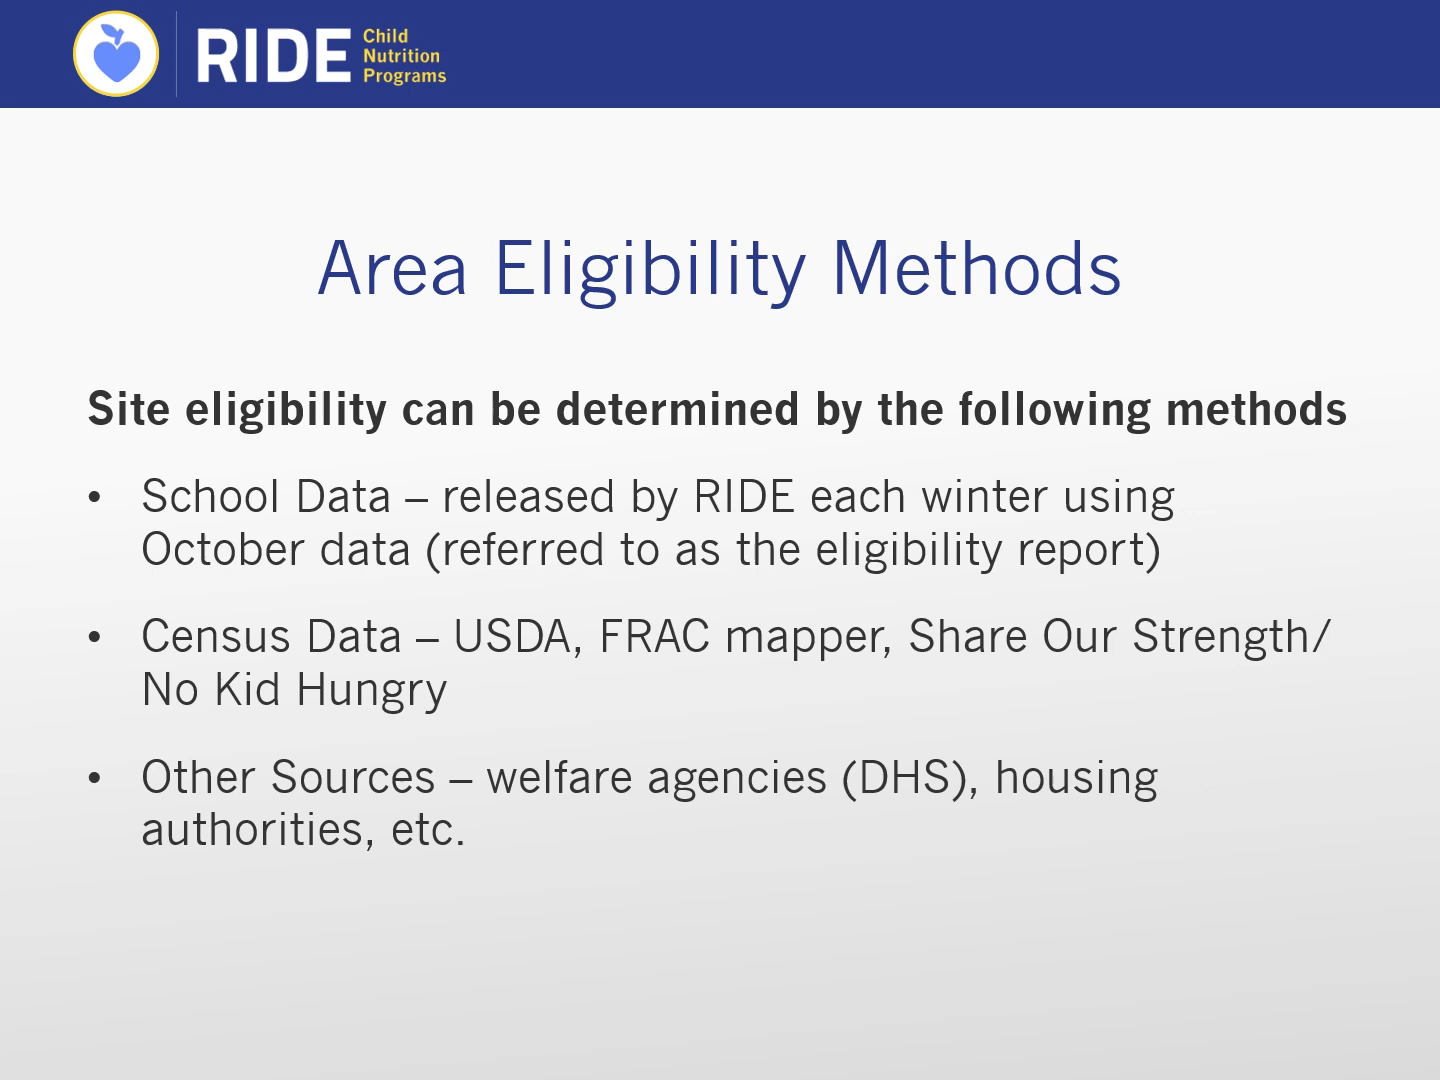 RIDE
Child
Nutrition
Programs
Area Eligibility Methods
Site eligibility can be determined by the following methods
• School Data – released by RIDE each winter using
October data (referred to as the eligibility report)
• Census Data – USDA, FRAC mapper, Share Our Strength/
No Kid Hungry
• Other Sources – welfare agencies (DHS), housing
authorities, etc.